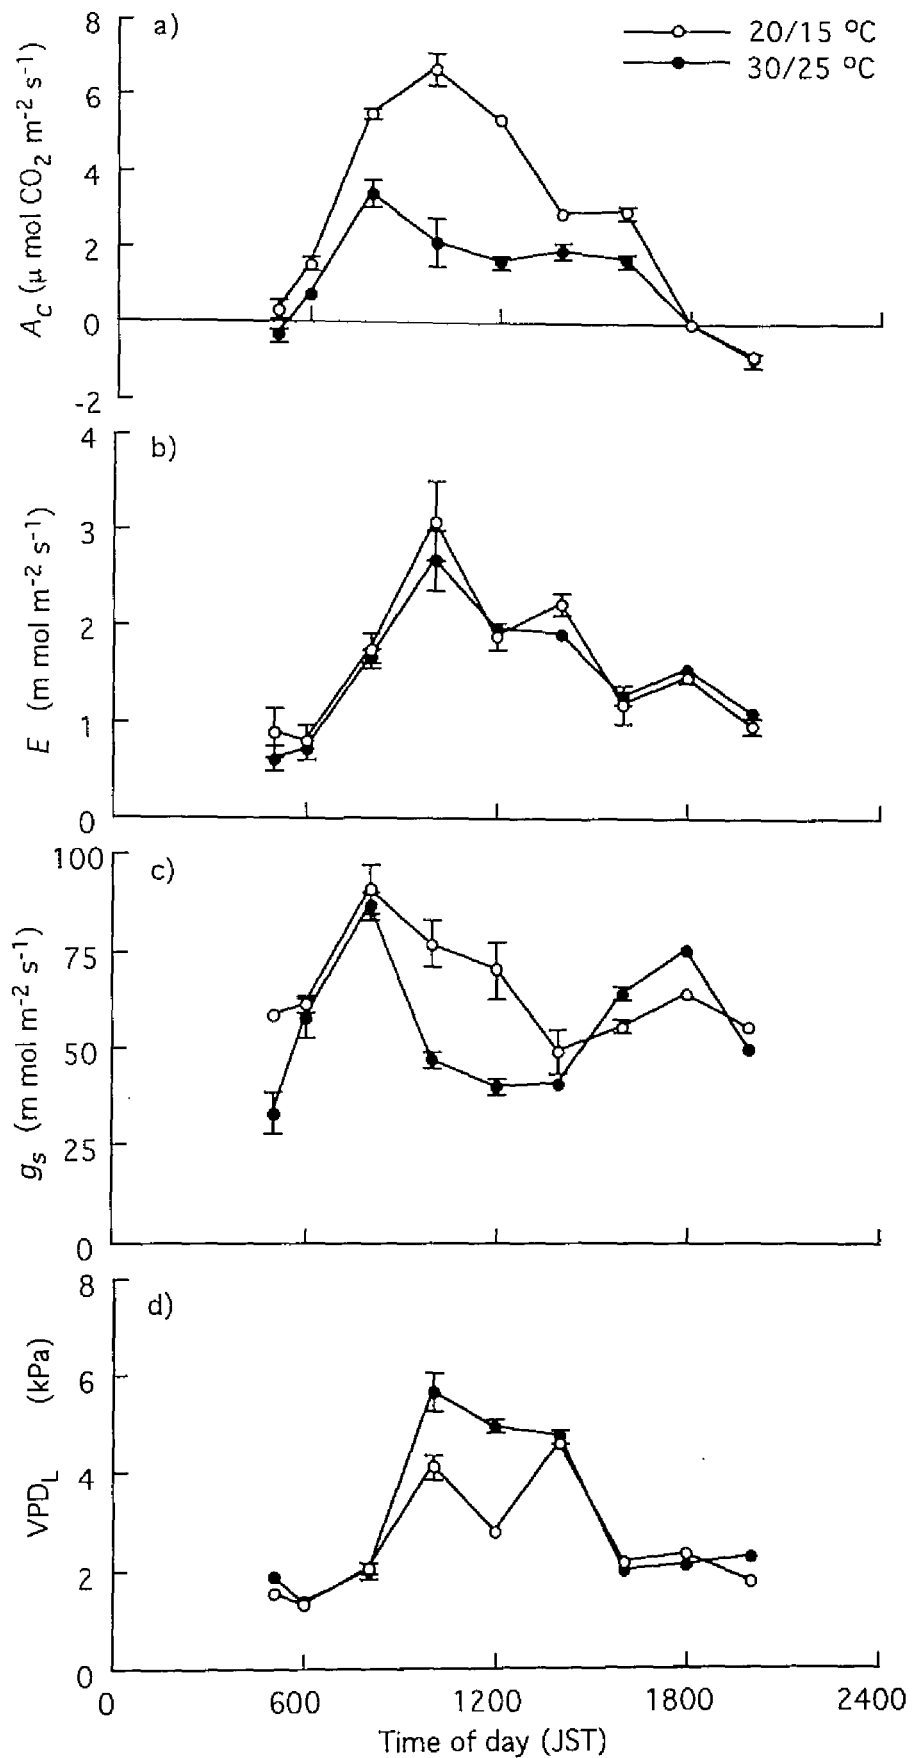 a)
20/15 °C
30/25 °C
8
6
4
2
0
-2
A_C (μ mol CO₂ m⁻² s⁻¹)
b)
4
3
2
1
0
E (m mol m⁻² s⁻¹)
c)
100
75
50
25
0
g_s (m mol m⁻² s⁻¹)
d)
8
6
4
2
0
VPD_L (kPa)
0 600 1200 1800 2400
Time of day (JST)